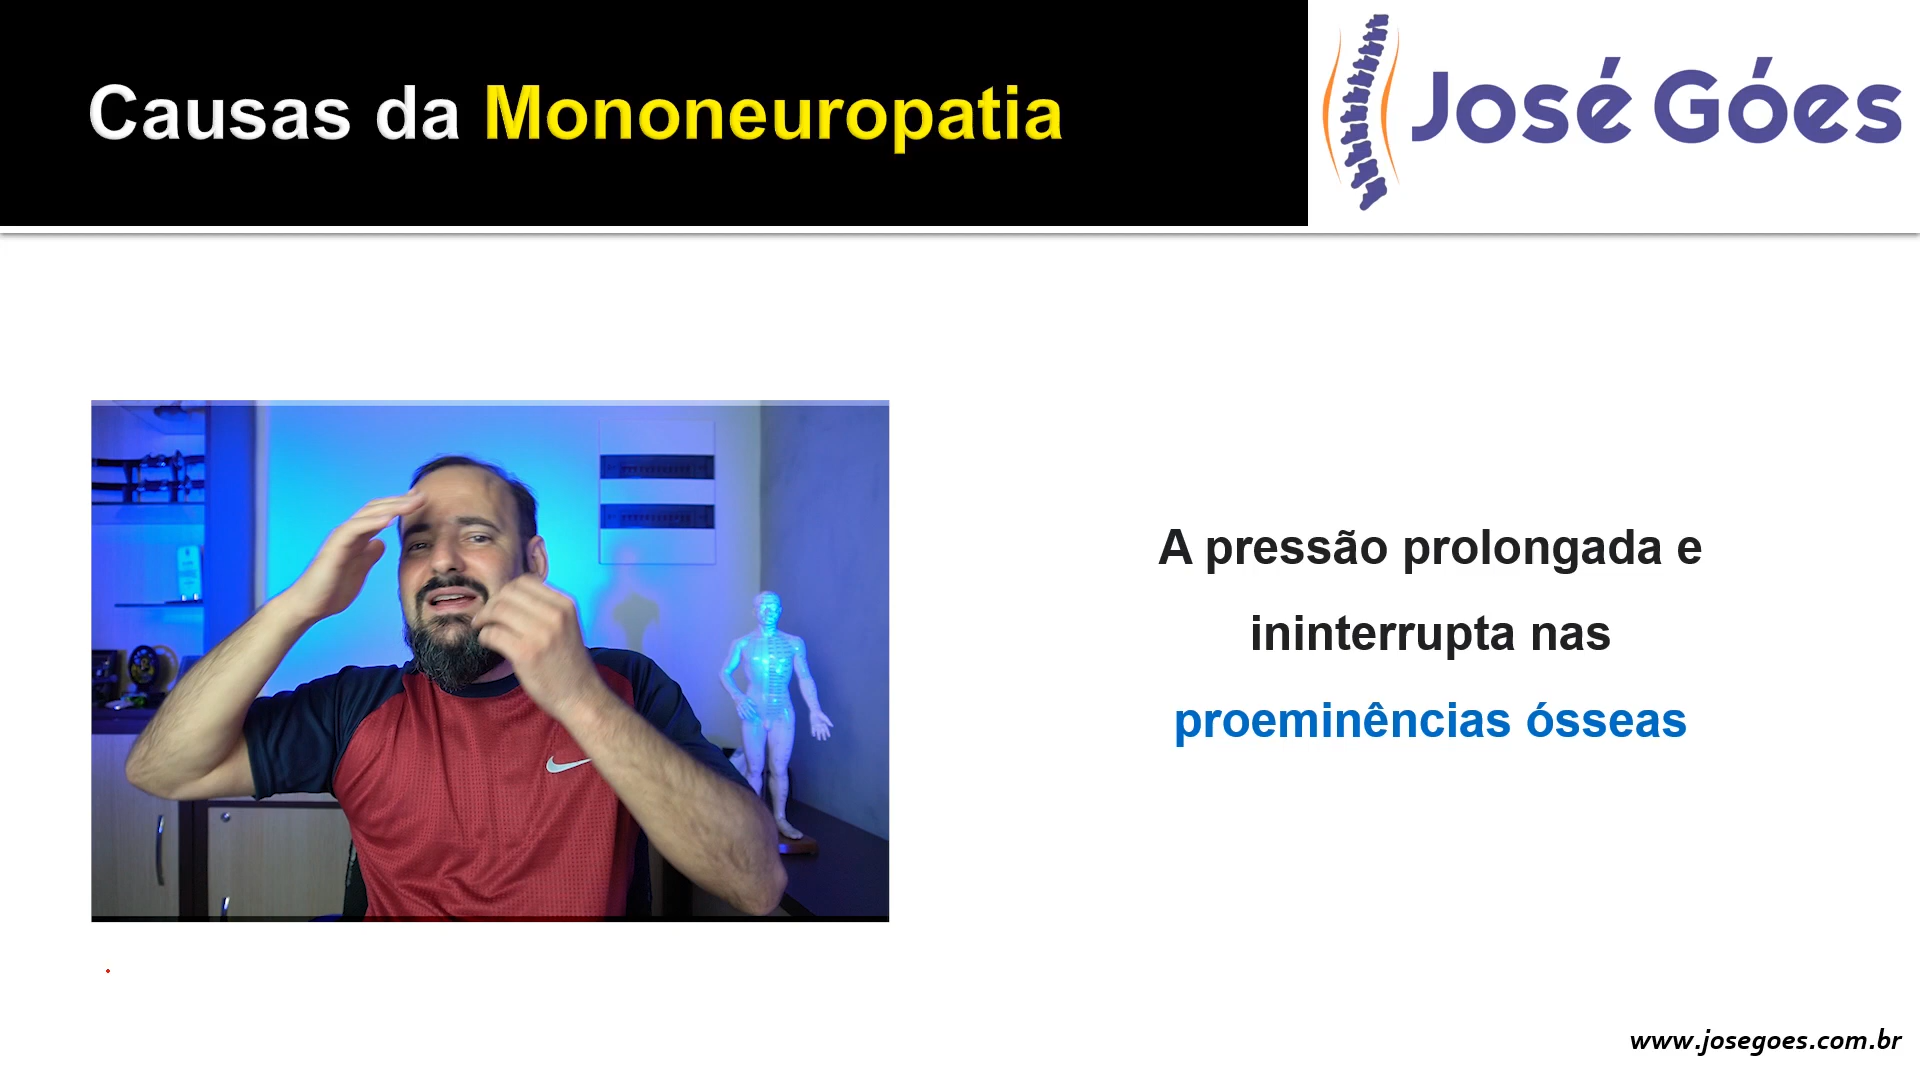 Causas da Mononeuropatia
José Góes
A pressão prolongada e
ininterrupta nas
proeminências ósseas
www.josegoes.com.br